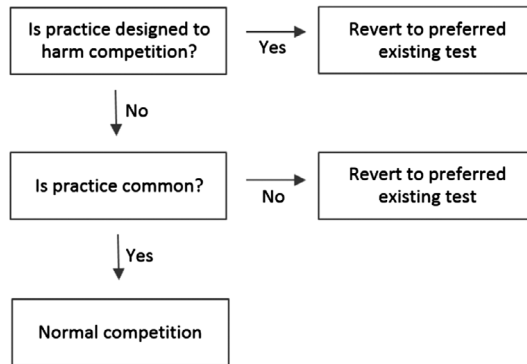 Is practice designed to
harm competition?
Yes
Revert to preferred
existing test
No
Is practice common?
No
Revert to preferred
existing test
Yes
Normal competition